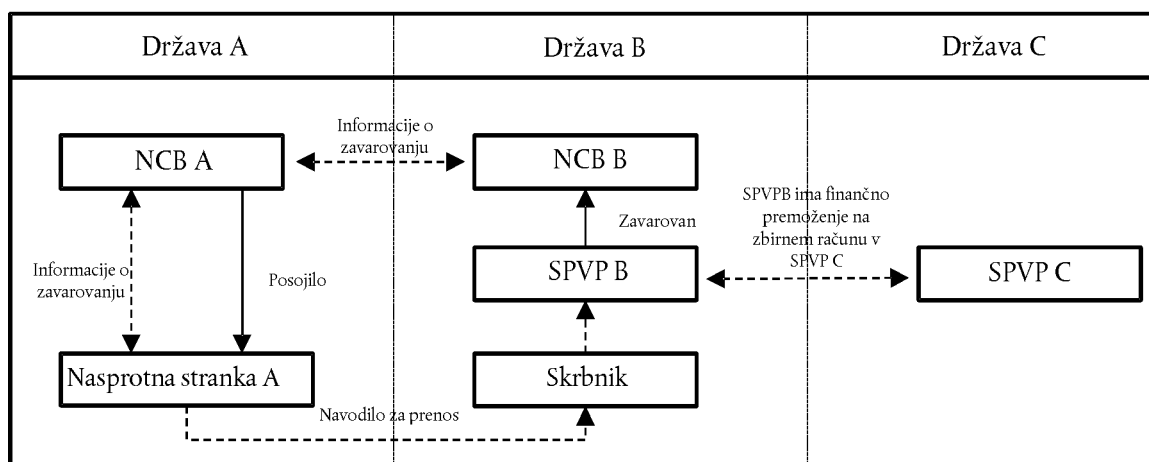 Država A
Država B
Država C
Informacije o
zavarovanju
NCB A
NCB B
SPVPB ima finančno
premoženje na
zbirnem računu v
SPVP C
Zavarovan
Informacije o
zavarovanju
Posojilo
SPVP B
SPVP C
Nasprotna stranka A
Skrbnik
Navodilo za prenos